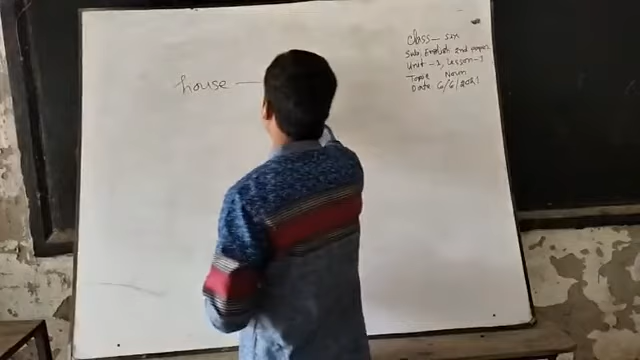 house —
Class - Six
Sub: English 2nd paper
Unit - 1, Lesson - 1
Topic Noun
Date 6/6/2021